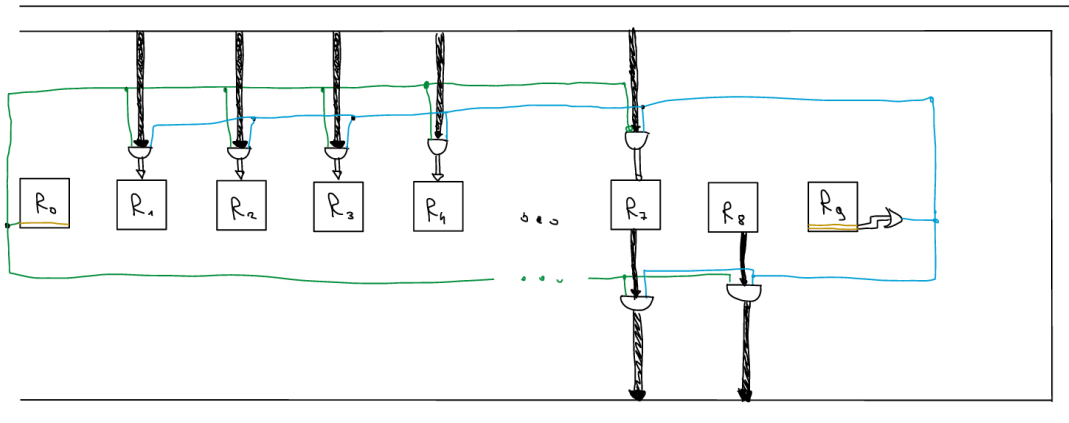 R₀ R₁ R₂ R₃ R₄ ... R₇ R₈ R₉
...